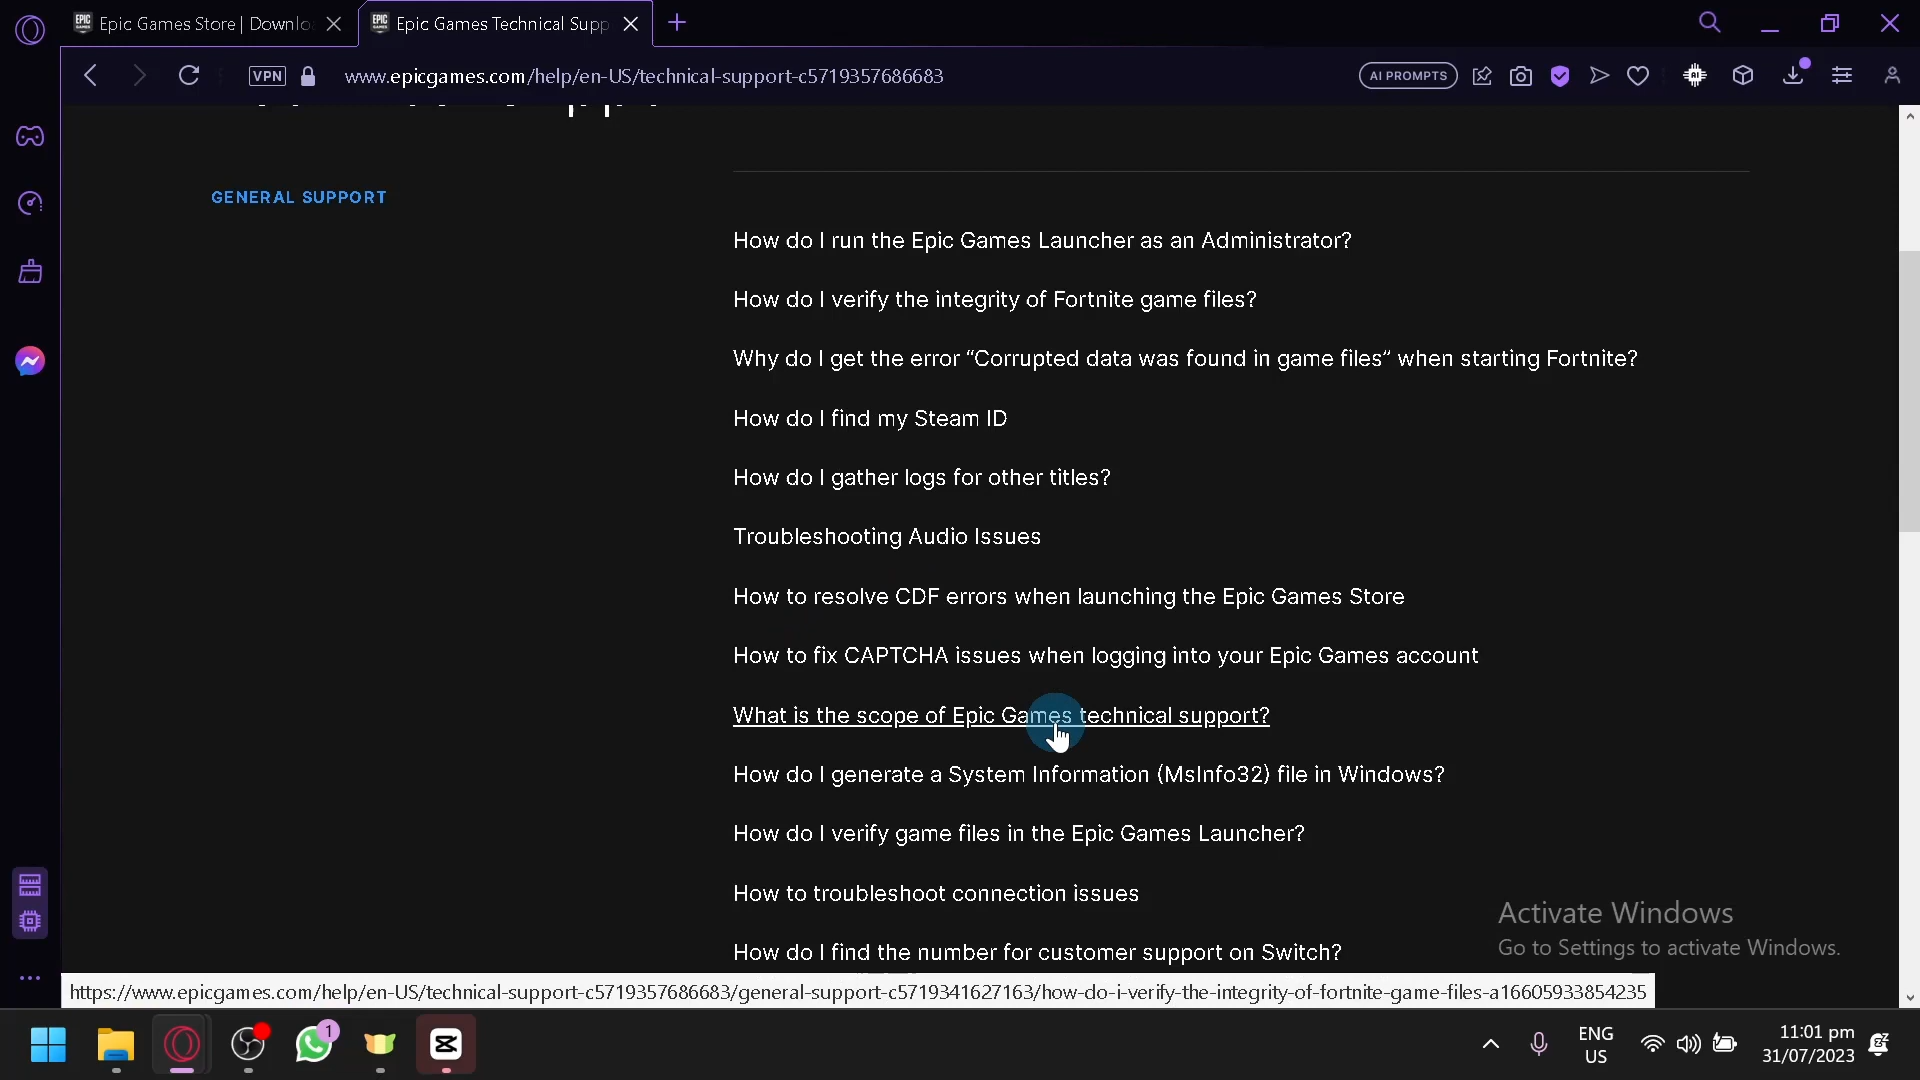 Epic Games Store | Downlo
Epic Games Technical Supp
VPN
www.epicgames.com/help/en-US/technical-support-c5719357686683
AI PROMPTS
GENERAL SUPPORT
How do I run the Epic Games Launcher as an Administrator?
How do I verify the integrity of Fortnite game files?
Why do I get the error “Corrupted data was found in game files” when starting Fortnite?
How do I find my Steam ID
How do I gather logs for other titles?
Troubleshooting Audio Issues
How to resolve CDF errors when launching the Epic Games Store
How to fix CAPTCHA issues when logging into your Epic Games account
What is the scope of Epic Games technical support?
How do I generate a System Information (MsInfo32) file in Windows?
How do I verify game files in the Epic Games Launcher?
How to troubleshoot connection issues
How do I find the number for customer support on Switch?
Activate Windows
Go to Settings to activate Windows.
https://www.epicgames.com/help/en-US/technical-support-c5719357686683/general-support-c5719341627163/how-do-i-verify-the-integrity-of-fortnite-game-files-a16605933854235
1
ENG
US
11:01 pm
31/07/2023